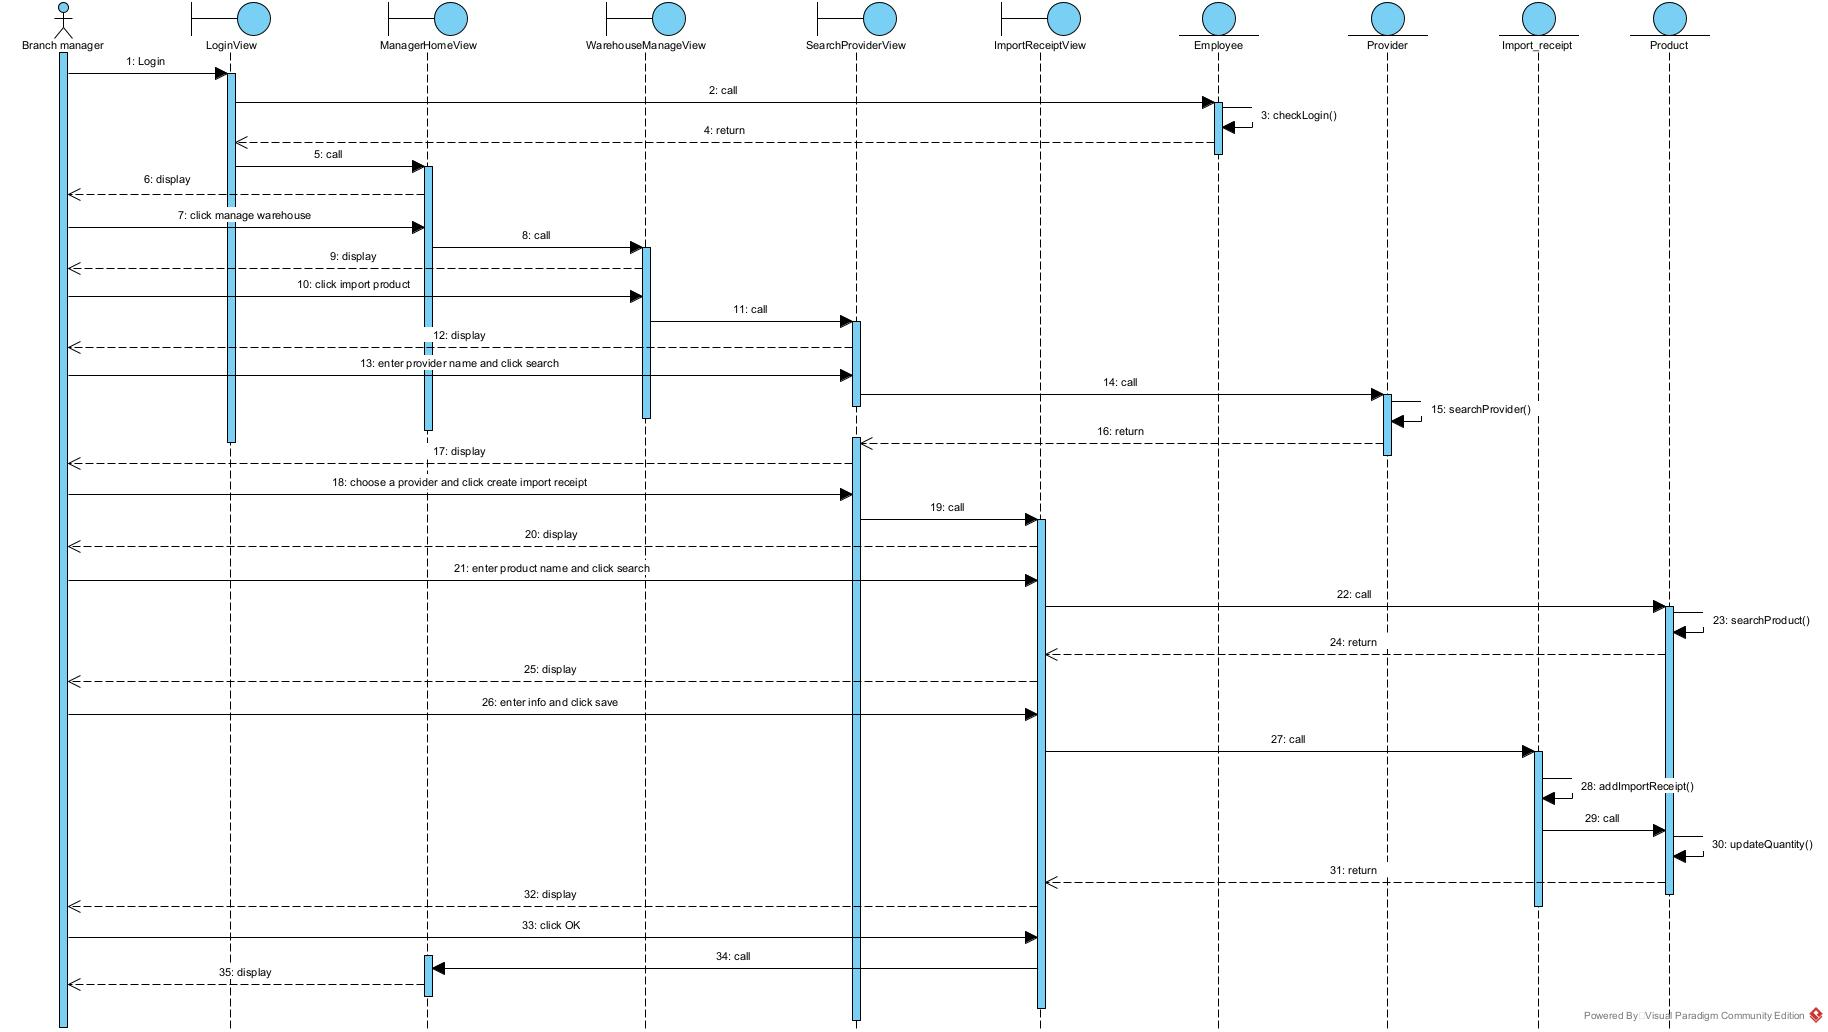 Branch manager
LoginView
ManagerHomeView
WarehouseManageView
SearchProviderView
ImportReceiptView
Employee
Provider
Import_receipt
Product
1: Login
2: call
3: checkLogin()
4: return
5: call
6: display
7: click manage warehouse
8: call
9: display
10: click import product
11: call
12: display
13: enter provider name and click search
14: call
15: searchProvider()
16: return
17: display
18: choose a provider and click create import receipt
19: call
20: display
21: enter product name and click search
22: call
23: searchProduct()
24: return
25: display
26: enter info and click save
27: call
28: addImportReceipt()
29: call
30: updateQuantity()
31: return
32: display
33: click OK
34: call
35: display
Powered By Visual Paradigm Community Edition